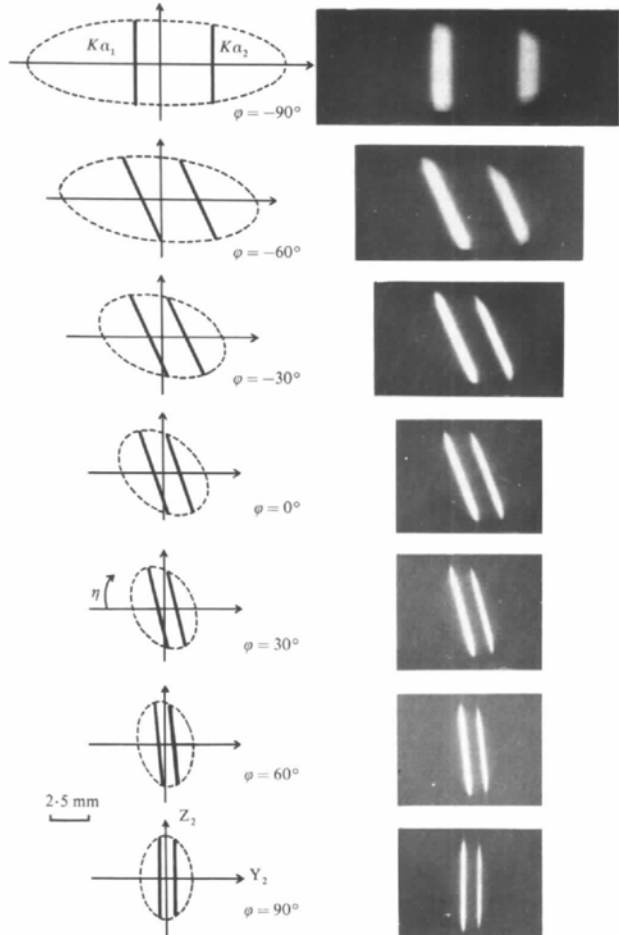 Kα₁ Kα₂
φ = −90°
φ = −60°
φ = −30°
φ = 0°
η
φ = 30°
φ = 60°
2·5 mm
Z₂
Y₂
φ = 90°